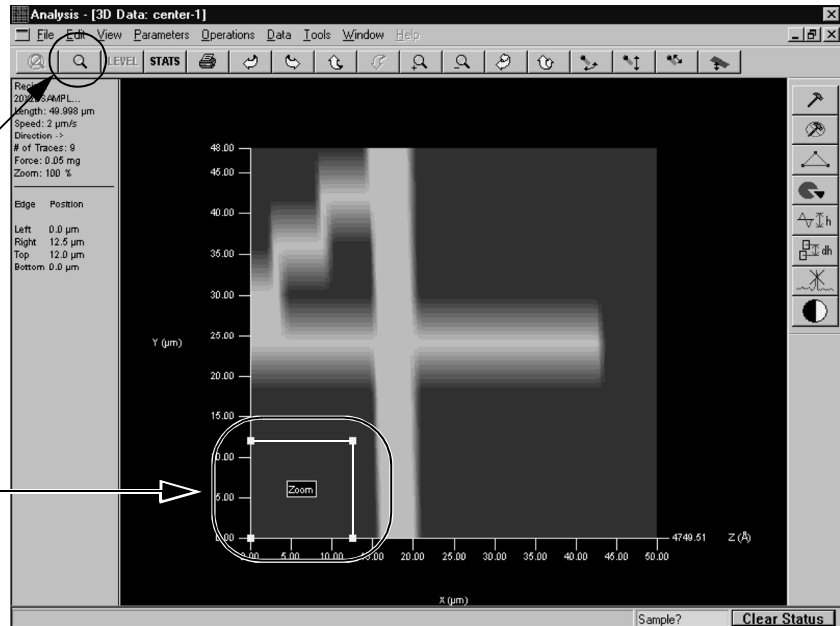 Analysis - [3D Data: center-1]
File Edit View Parameters Operations Data Tools Window Help
LEVEL STATS
20X20 SAMPL...
Length: 49.998 µm
Speed: 2 µm/s
Direction ->
# of Traces: 9
Force: 0.05 mg
Zoom: 100 %
Edge Position
Left 0.0 µm
Right 12.5 µm
Top 12.0 µm
Bottom 0.0 µm
h
dh
48.00
45.00
40.00
35.00
30.00
25.00
Y (µm)
20.00
15.00
Zoom
4749.51 Z (Å)
5.00 10.00 15.00 20.00 25.00 30.00 35.00 40.00 45.00 50.00
X (µm)
Sample? Clear Status